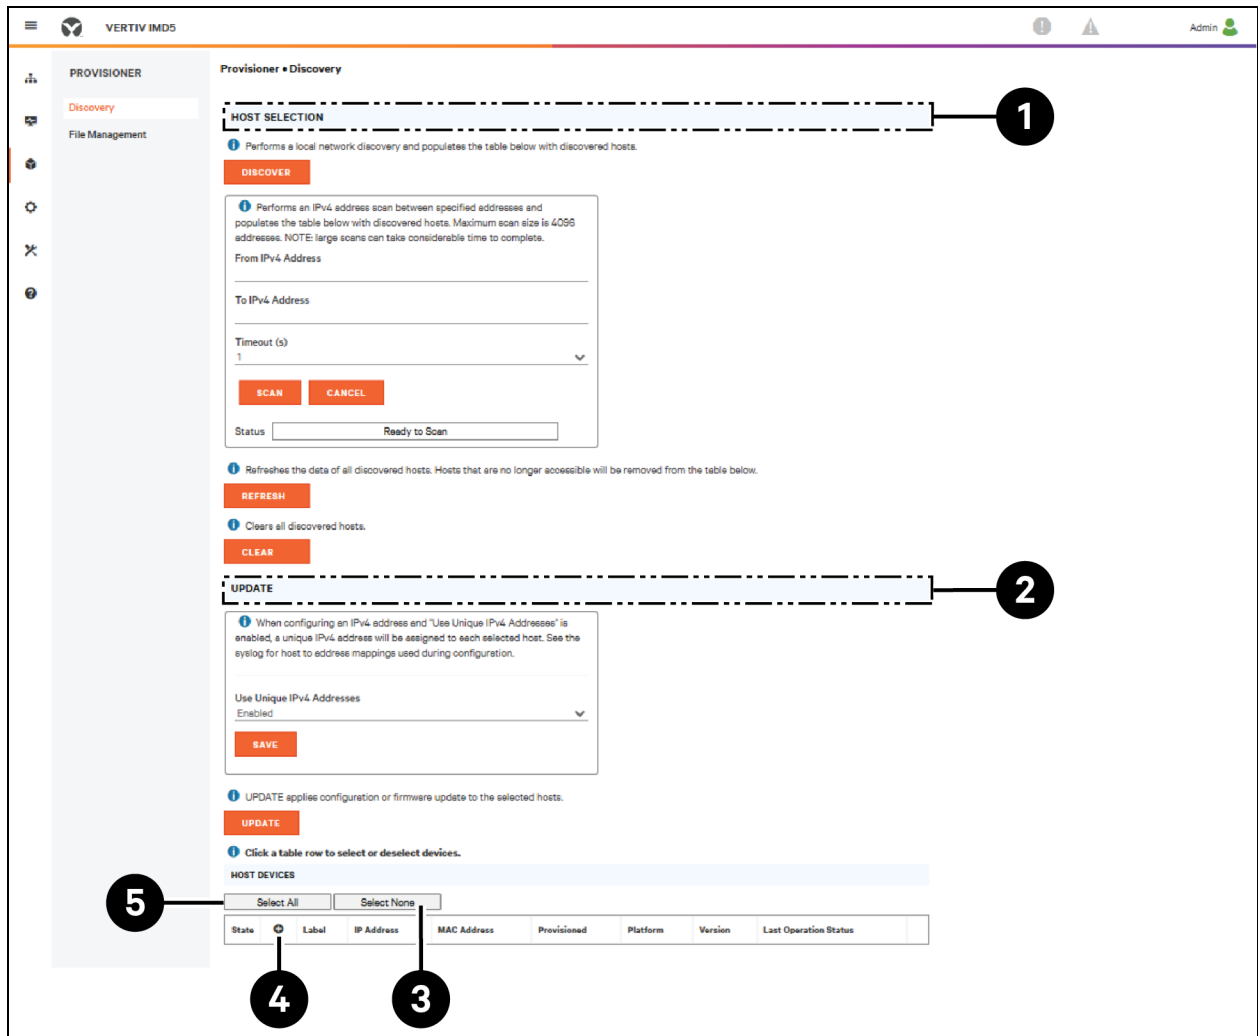 VERTIV IMD5
Admin
PROVISIONER
Discovery
File Management
Provisioner • Discovery
HOST SELECTION
1
Performs a local network discovery and populates the table below with discovered hosts.
DISCOVER
Performs an IPv4 address scan between specified addresses and
populates the table below with discovered hosts. Maximum scan size is 4096
addresses. NOTE: large scans can take considerable time to complete.
From IPv4 Address
To IPv4 Address
Timeout (s)
1
SCAN CANCEL
Status Ready to Scan
Refreshes the data of all discovered hosts. Hosts that are no longer accessible will be removed from the table below.
REFRESH
Clears all discovered hosts.
CLEAR
UPDATE
2
When configuring an IPv4 address and "Use Unique IPv4 Addresses" is
enabled, a unique IPv4 address will be assigned to each selected host. See the
syslog for host to address mappings used during configuration.
Use Unique IPv4 Addresses
Enabled
SAVE
UPDATE applies configuration or firmware update to the selected hosts.
UPDATE
Click a table row to select or deselect devices.
HOST DEVICES
5
Select All Select None
State Label IP Address MAC Address Provisioned Platform Version Last Operation Status
4 3